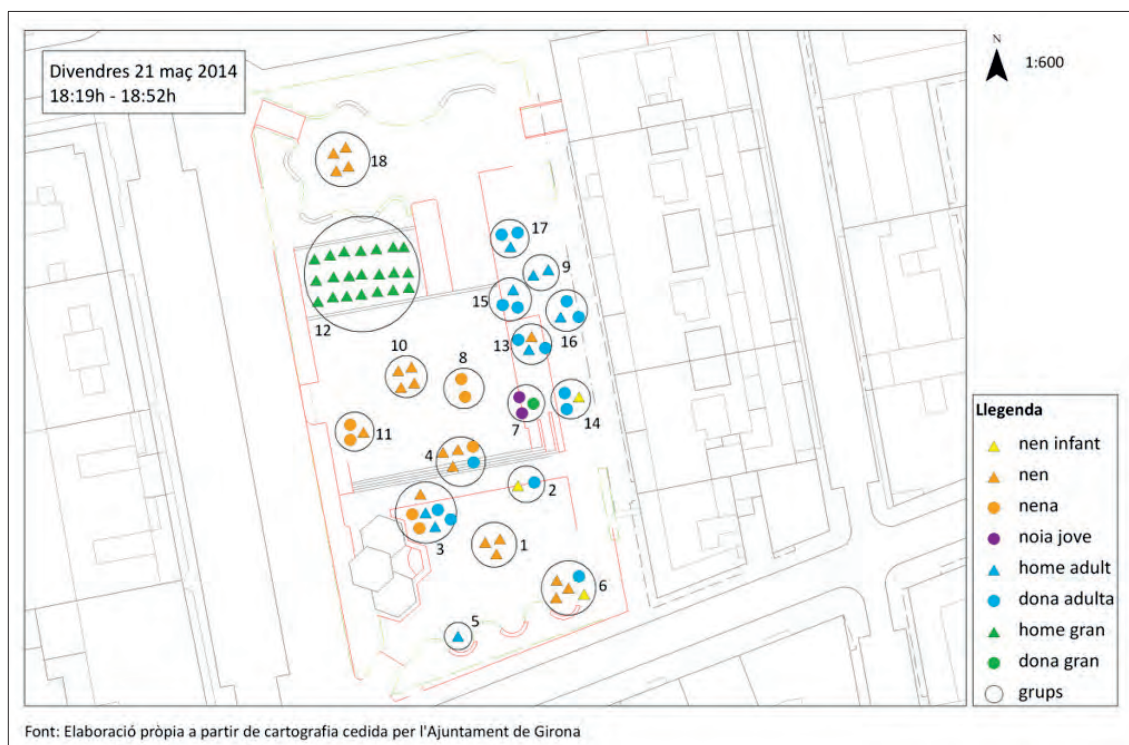 Divendres 21 maç 2014
18:19h - 18:52h
N
1:600
18
17
9
15
12
16
13
10
8
7
14
11
4
2
3
1
6
5
Llegenda
nen infant
nen
nena
noia jove
home adult
dona adulta
home gran
dona gran
grups
Font: Elaboració pròpia a partir de cartografia cedida per l'Ajuntament de Girona